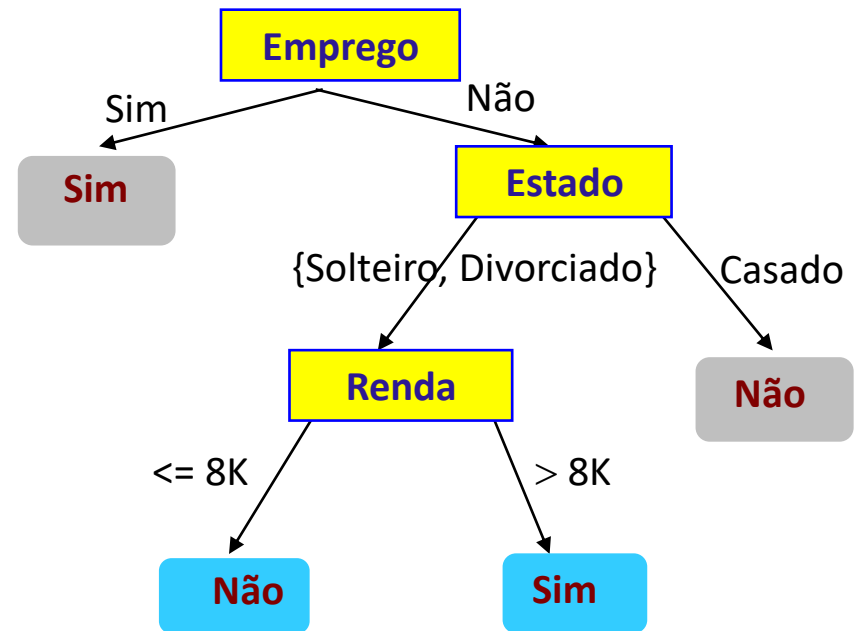 Emprego
Sim
Não
Sim
Estado
{Solteiro, Divorciado}
Casado
Renda
Não
<= 8K
> 8K
Não
Sim